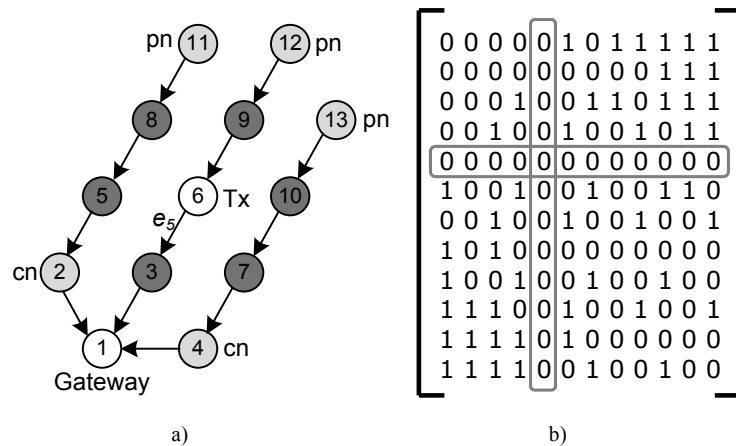 pn 11
12 pn
8
9
13 pn
5
6 Tx
10
e5
cn 2
3
7
1
4 cn
Gateway
a)
0 0 0 0 0 1 0 1 1 1 1 1
0 0 0 0 0 0 0 0 0 1 1 1
0 0 0 1 0 0 1 1 0 1 1 1
0 0 1 0 0 1 0 0 1 0 1 1
0 0 0 0 0 0 0 0 0 0 0 0
1 0 0 1 0 0 1 0 0 1 1 0
0 0 1 0 0 1 0 0 1 0 0 1
1 0 1 0 0 0 0 0 0 0 0 0
1 0 0 1 0 0 1 0 0 1 0 0
1 1 1 0 0 1 0 0 1 0 0 1
1 1 1 1 0 1 0 0 0 0 0 0
1 1 1 1 0 0 1 0 0 1 0 0
b)